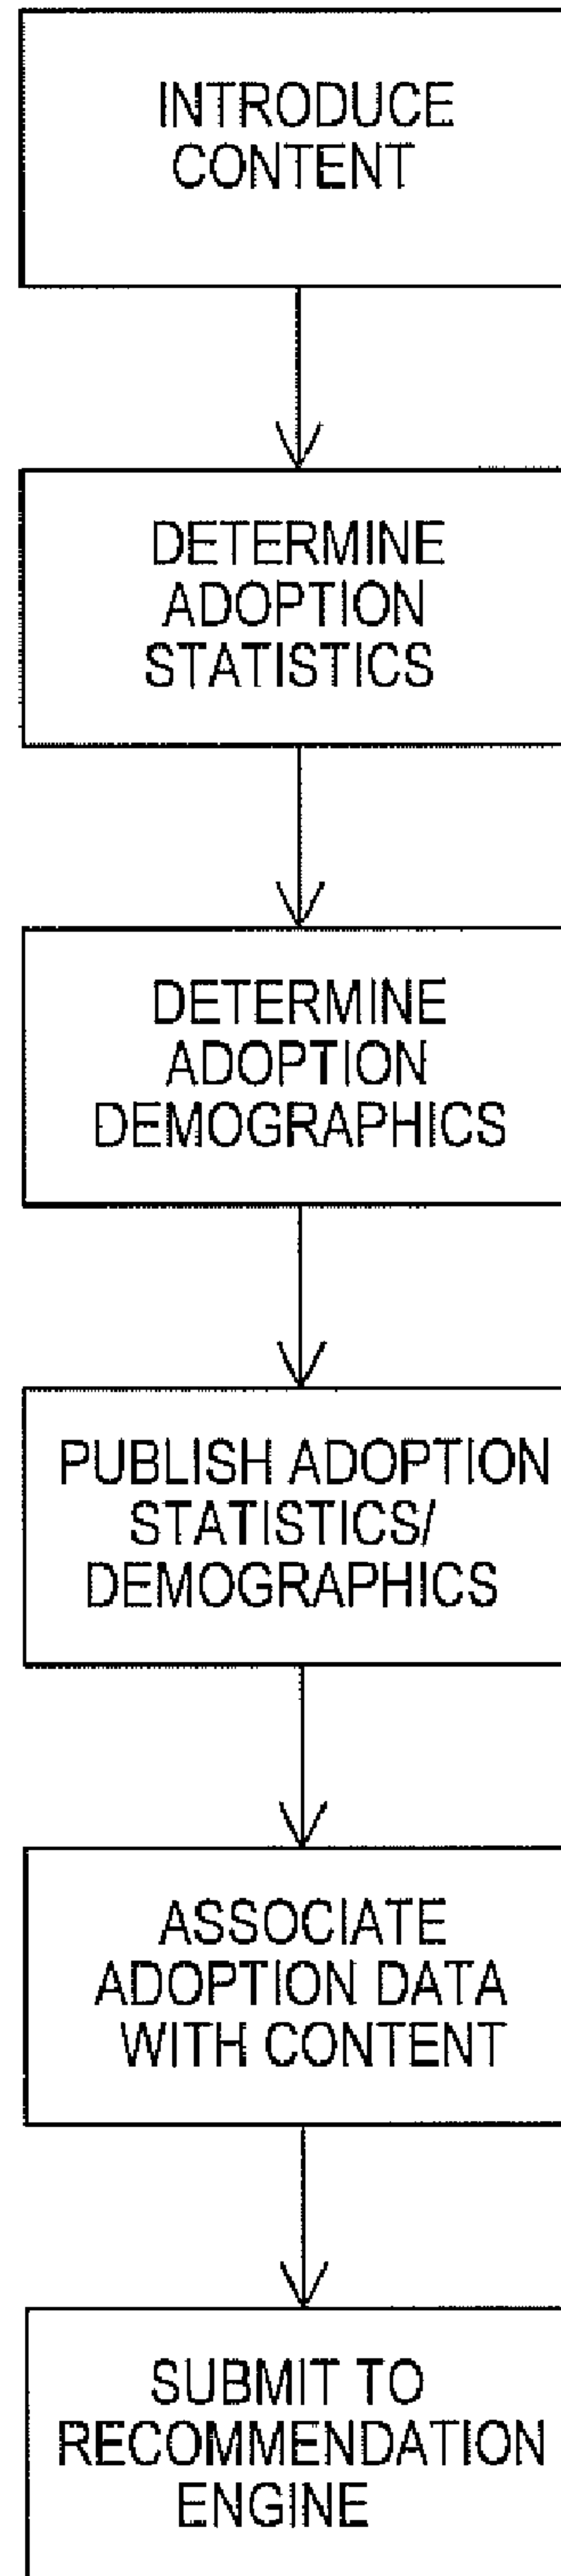 INTRODUCE
CONTENT
DETERMINE
ADOPTION
STATISTICS
DETERMINE
ADOPTION
DEMOGRAPHICS
PUBLISH ADOPTION
STATISTICS/
DEMOGRAPHICS
ASSOCIATE
ADOPTION DATA
WITH CONTENT
SUBMIT TO
RECOMMENDATION
ENGINE